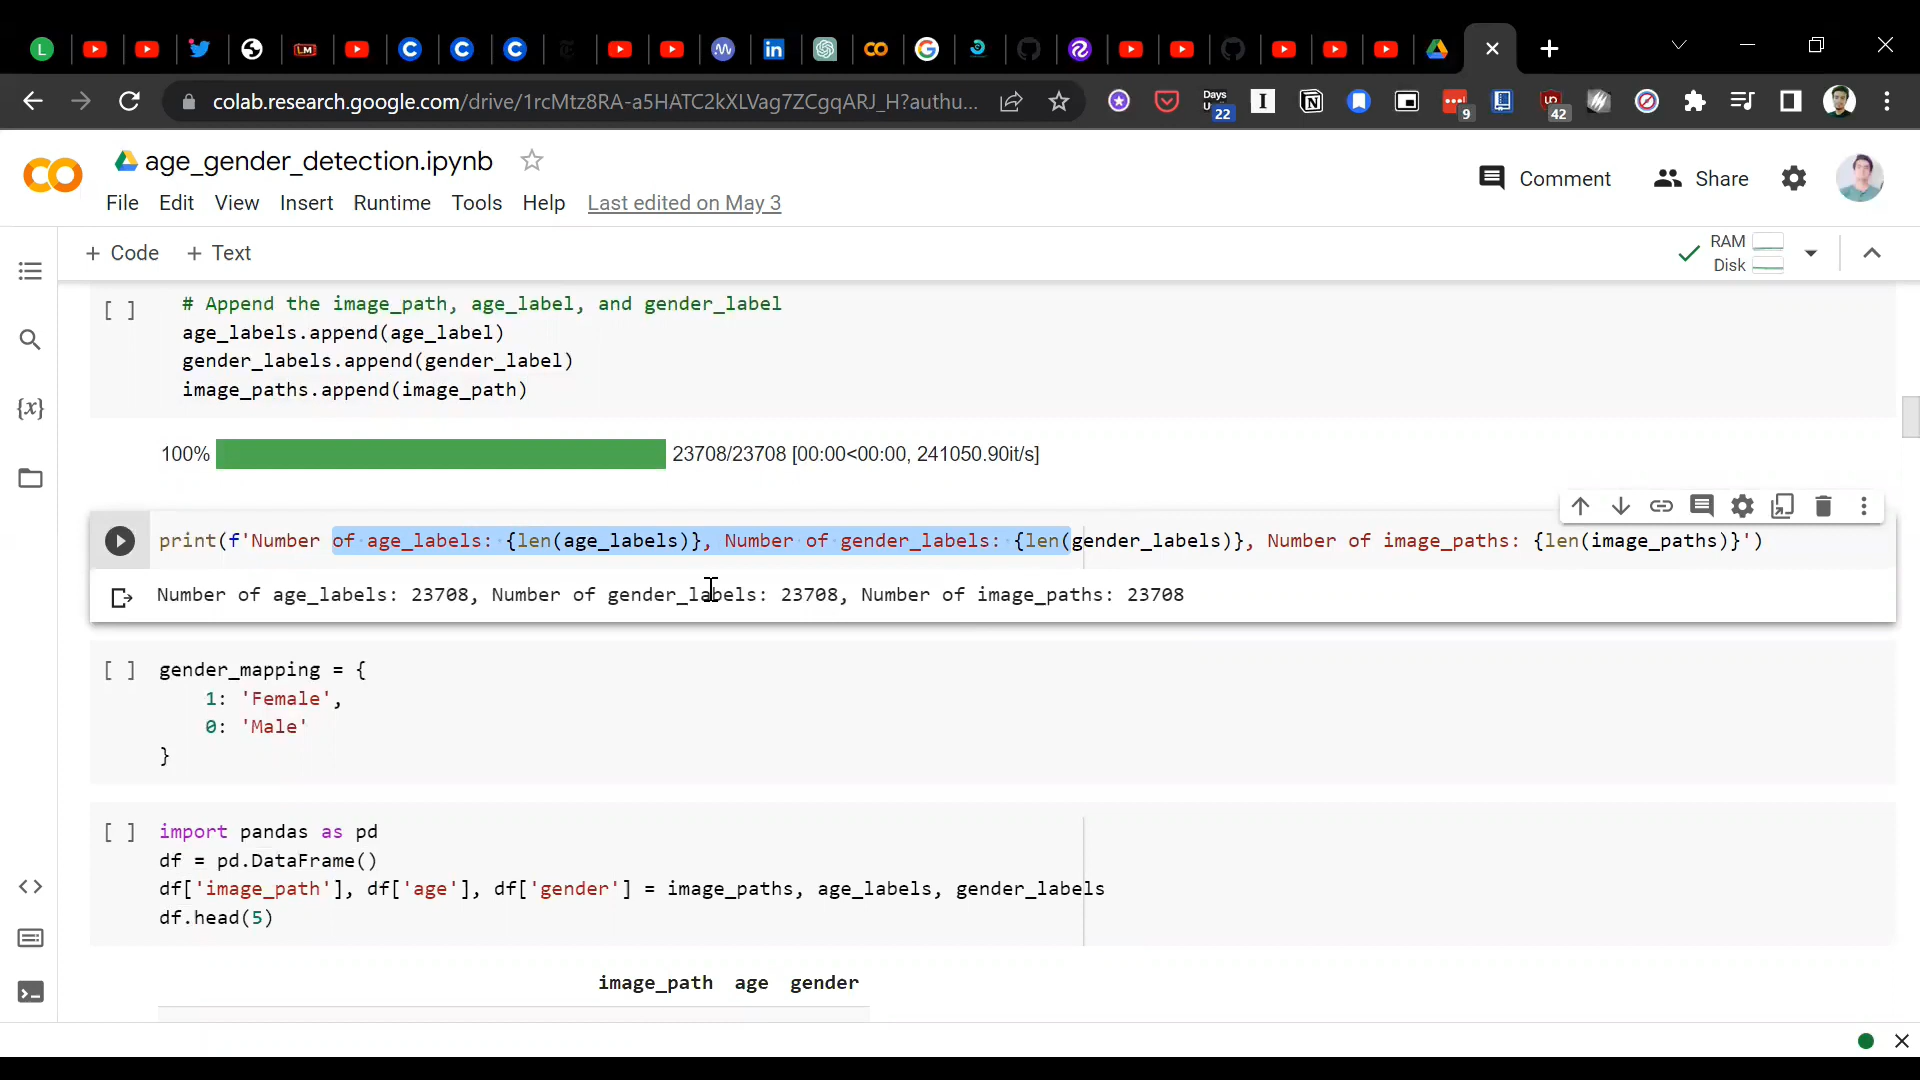 colab.research.google.com/drive/1rcMtz8RA-a5HATC2kXLVag7ZCgqARJ_H?authu...
Days
22
9
42
age_gender_detection.ipynb
Comment
Share
File Edit View Insert Runtime Tools Help Last edited on May 3
+ Code + Text
RAM
Disk
[ ] # Append the image_path, age_label, and gender_label
age_labels.append(age_label)
gender_labels.append(gender_label)
image_paths.append(image_path)
100% 23708/23708 [00:00<00:00, 241050.90it/s]
print(f'Number of age_labels: {len(age_labels)}, Number of gender_labels: {len(gender_labels)}, Number of image_paths: {len(image_paths)}')
Number of age_labels: 23708, Number of gender_labels: 23708, Number of image_paths: 23708
[ ] gender_mapping = {
1: 'Female',
0: 'Male'
}
[ ] import pandas as pd
df = pd.DataFrame()
df['image_path'], df['age'], df['gender'] = image_paths, age_labels, gender_labels
df.head(5)
image_path age gender